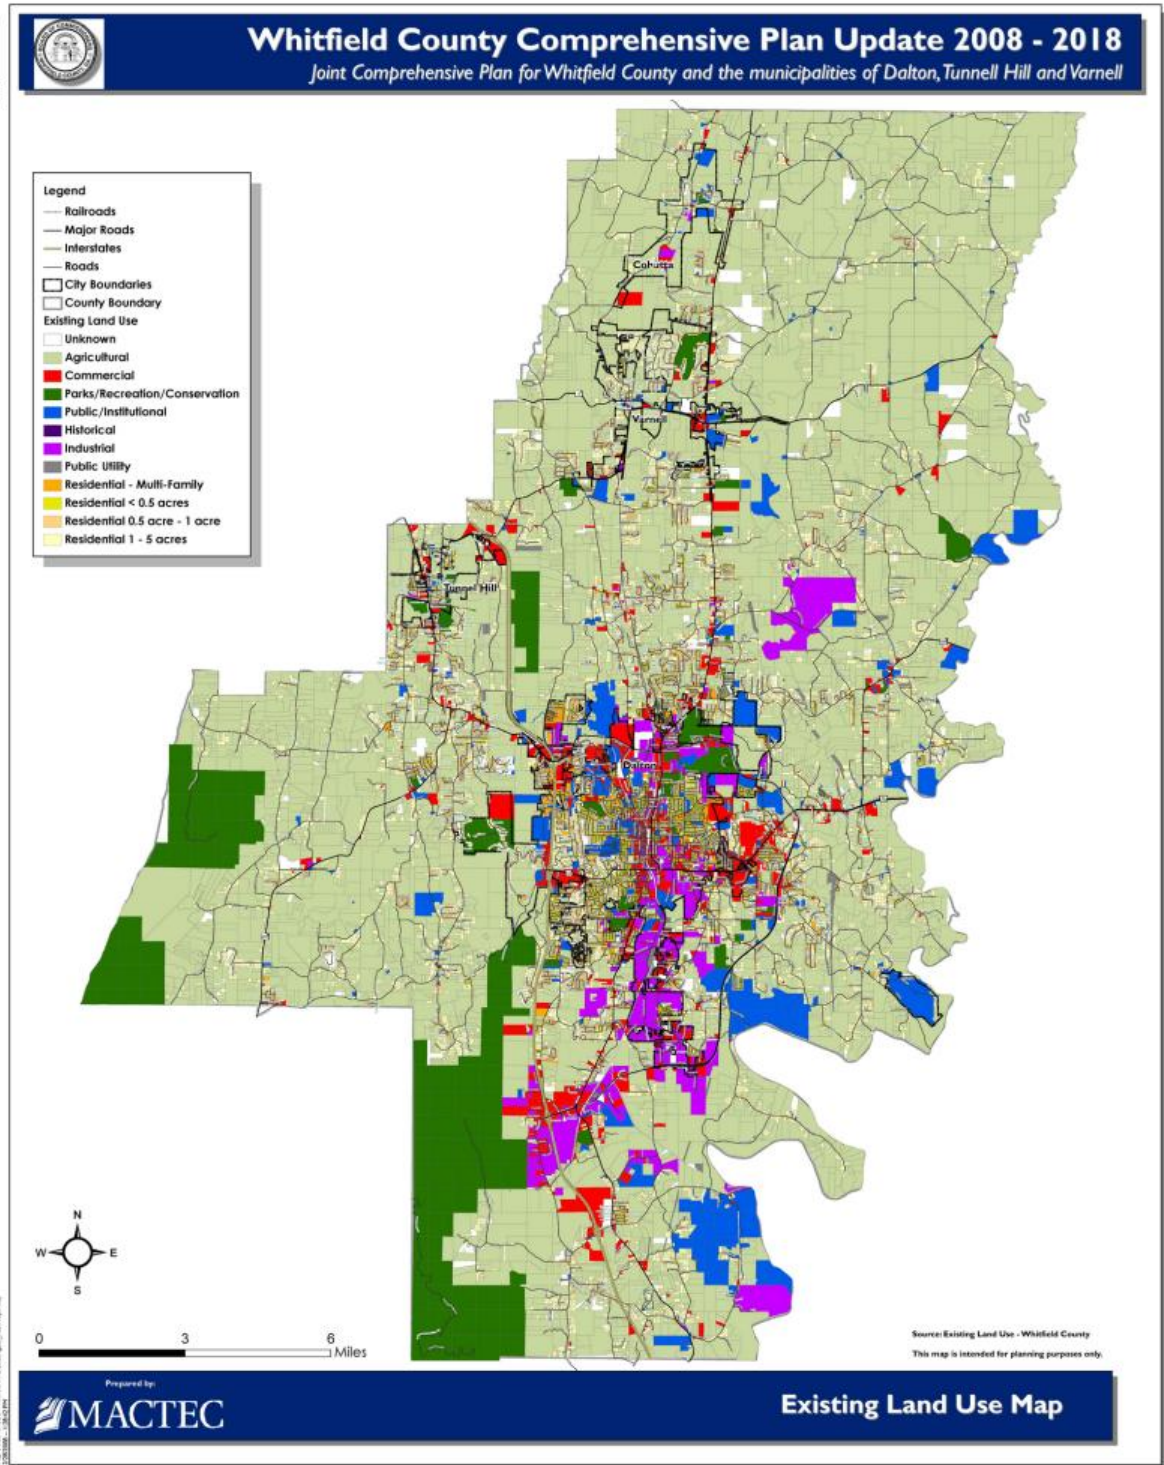 Whitfield County Comprehensive Plan Update 2008 - 2018
Joint Comprehensive Plan for Whitfield County and the municipalities of Dalton, Tunnell Hill and Varnell
Legend
Railroads
Major Roads
Interstates
Roads
City Boundaries
County Boundary
Existing Land Use
Unknown
Agricultural
Commercial
Parks/Recreation/Conservation
Public/Institutional
Historical
Industrial
Public Utility
Residential - Multi-Family
Residential < 0.5 acres
Residential 0.5 acre - 1 acre
Residential 1 - 5 acres
Cohutta
Varnell
Tunnel Hill
Dalton
N
W E
S
0 3 6
Miles
Source: Existing Land Use - Whitfield County
This map is intended for planning purposes only.
Prepared by:
MACTEC
Existing Land Use Map